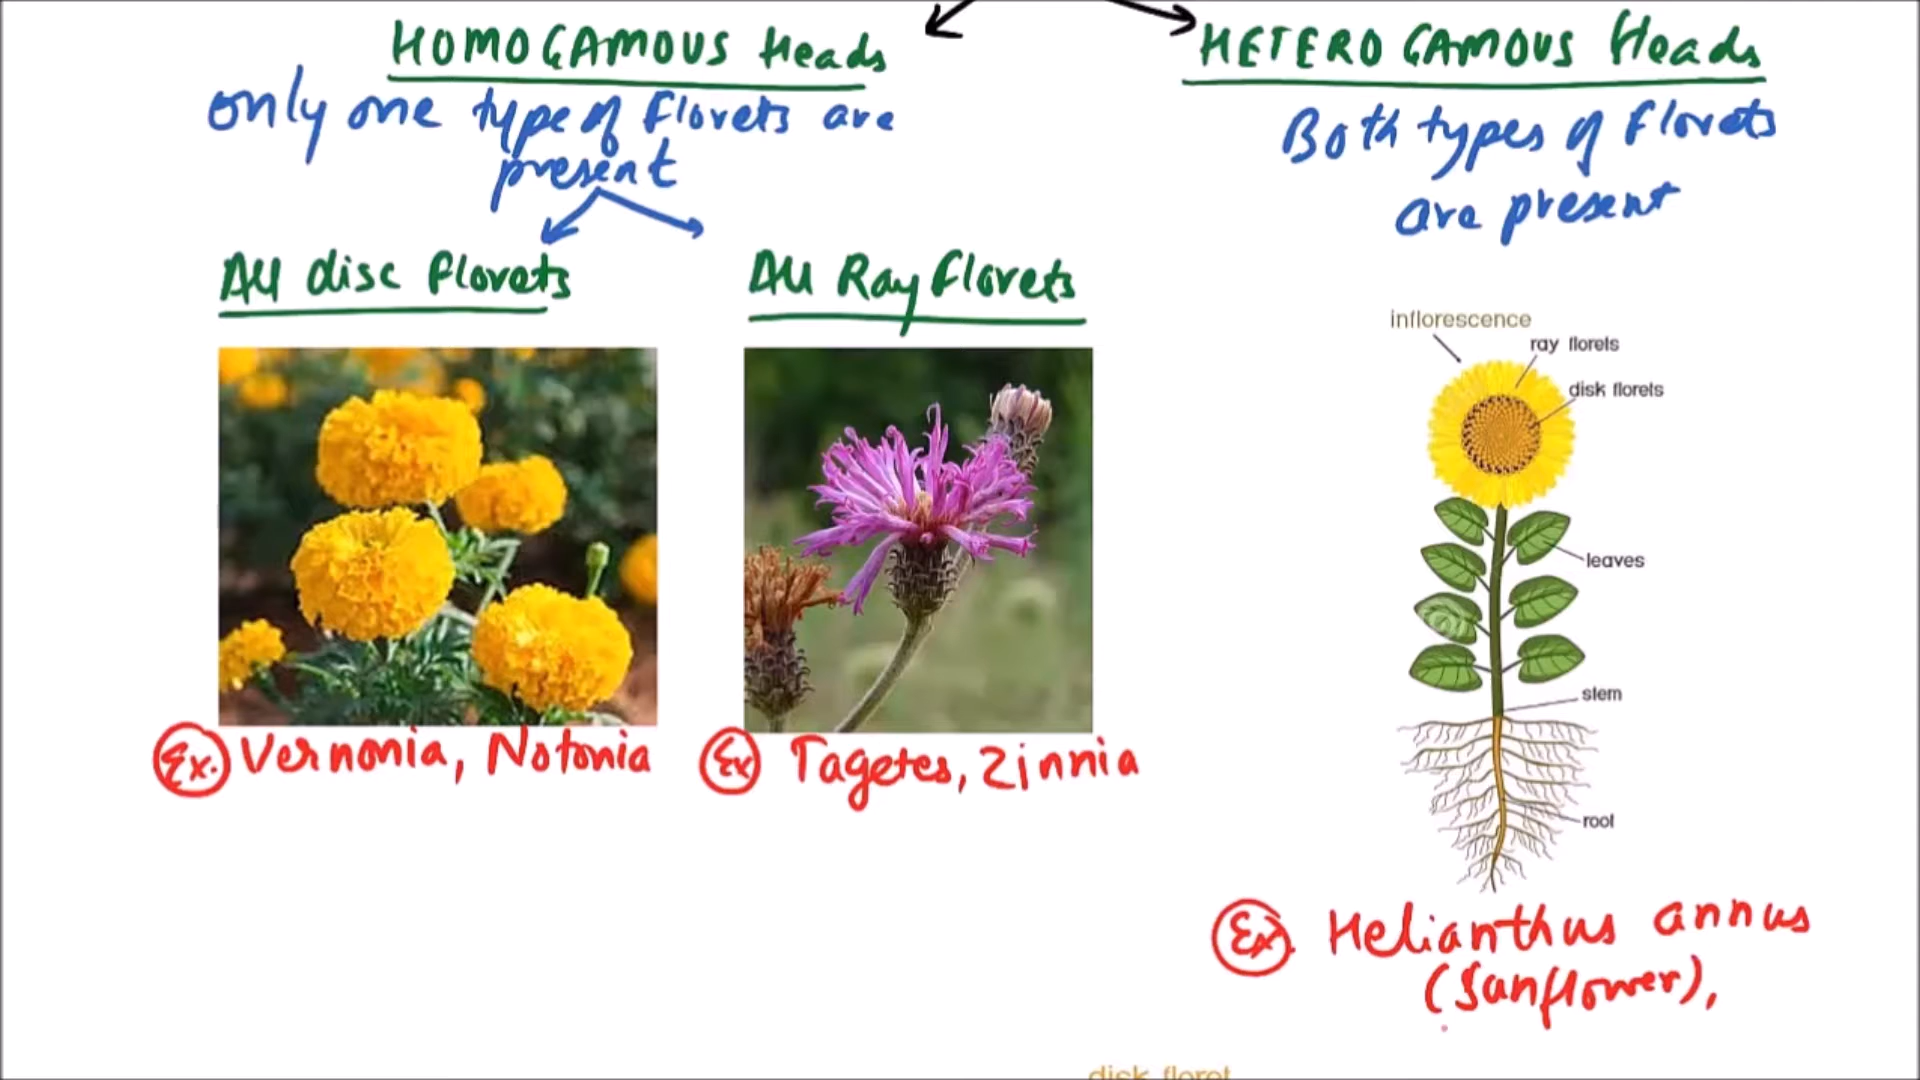 HOMOGAMOUS Heads
only one type of florets are
present
All disc florets
All Ray florets
Ex. Vernonia, Notonia
Ex Tagetes, Zinnia
HETEROGAMOUS Heads
Both types of florets
are present
inflorescence
ray florets
disk florets
leaves
stem
root
Ex. Helianthus annus
(Sunflower),
disk floret